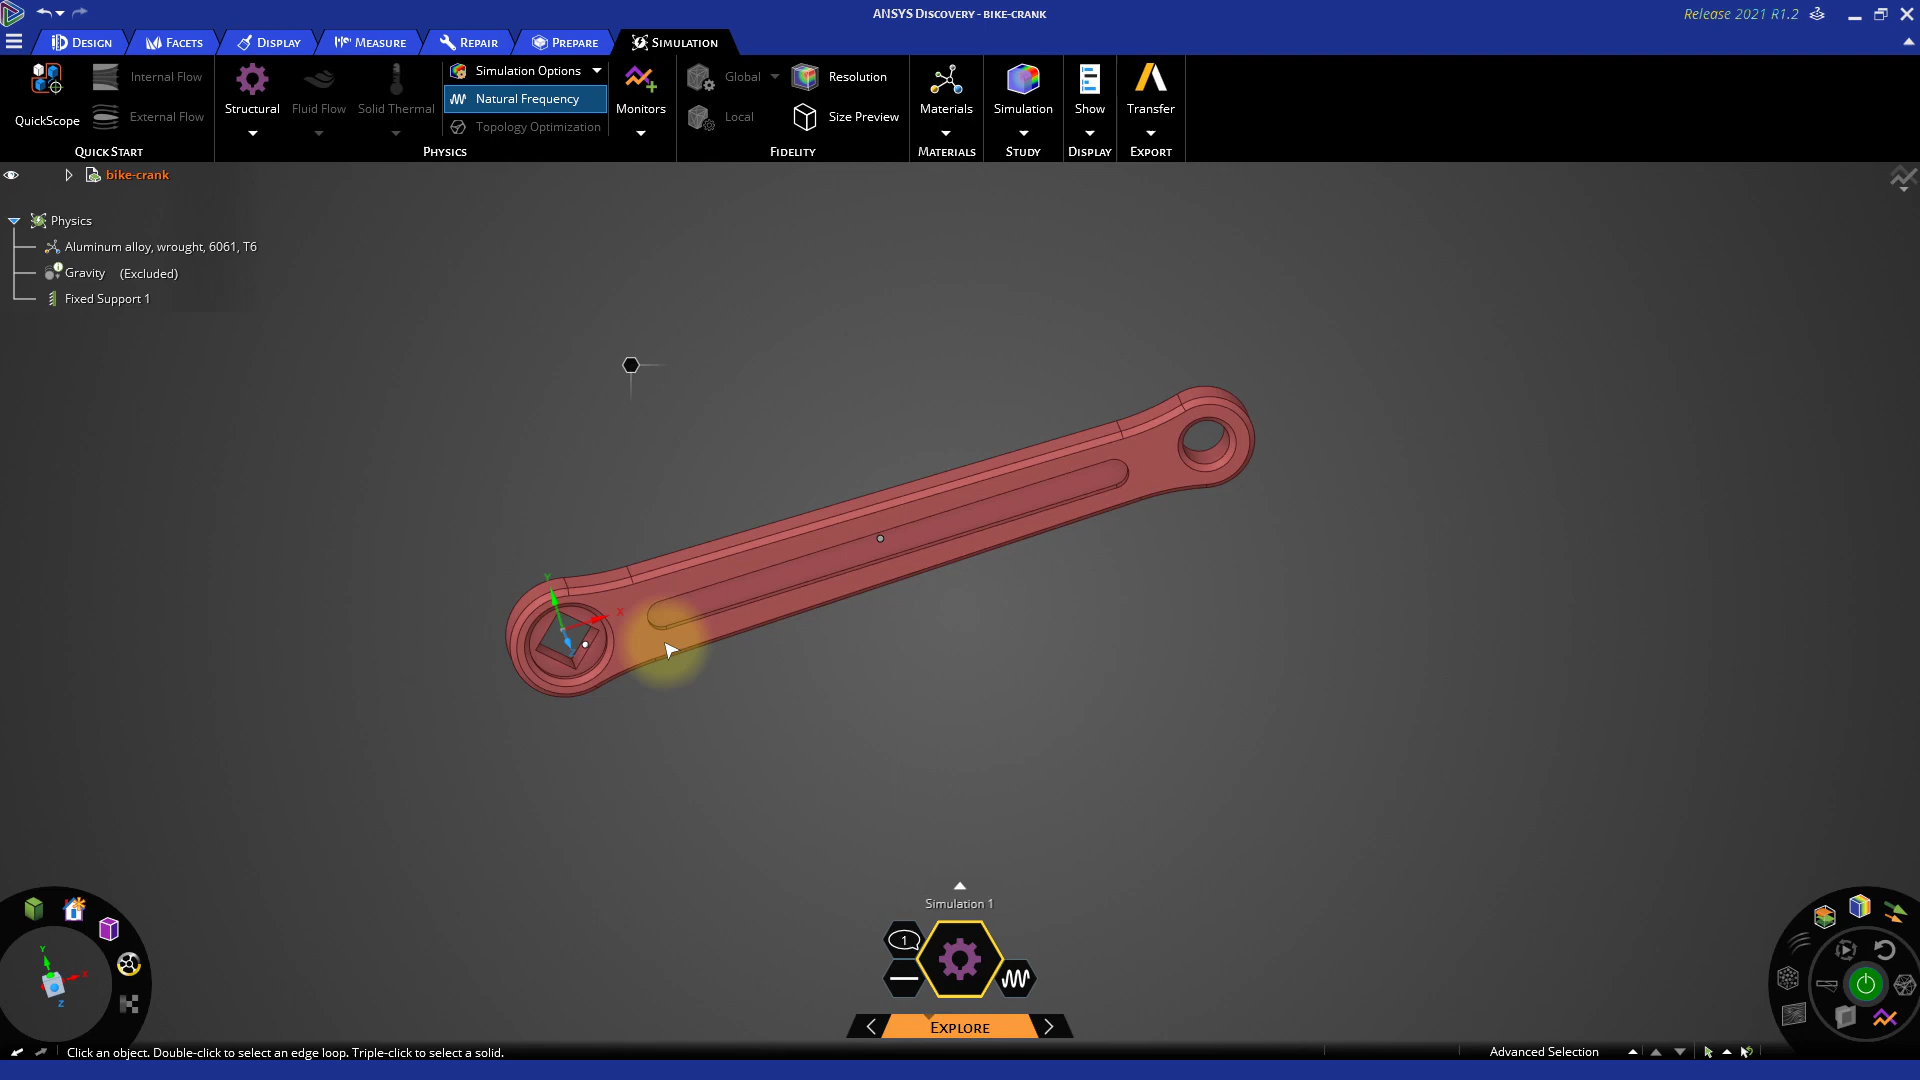 ANSYS Discovery - bike-crank
Release 2021 R1.2
Design
Facets
Display
Measure
Repair
Prepare
Simulation
QuickScope
Internal Flow
External Flow
Structural
Fluid Flow
Solid Thermal
Simulation Options
Natural Frequency
Topology Optimization
Monitors
Global
Local
Resolution
Size Preview
Materials
Simulation
Show
Transfer
Quick Start
Physics
Fidelity
Materials
Study
Display
Export
bike-crank
Physics
Aluminum alloy, wrought, 6061, T6
Gravity (Excluded)
Fixed Support 1
Y
X
Z
Simulation 1
1
Explore
Y
X
Z
Click an object. Double-click to select an edge loop. Triple-click to select a solid.
Advanced Selection